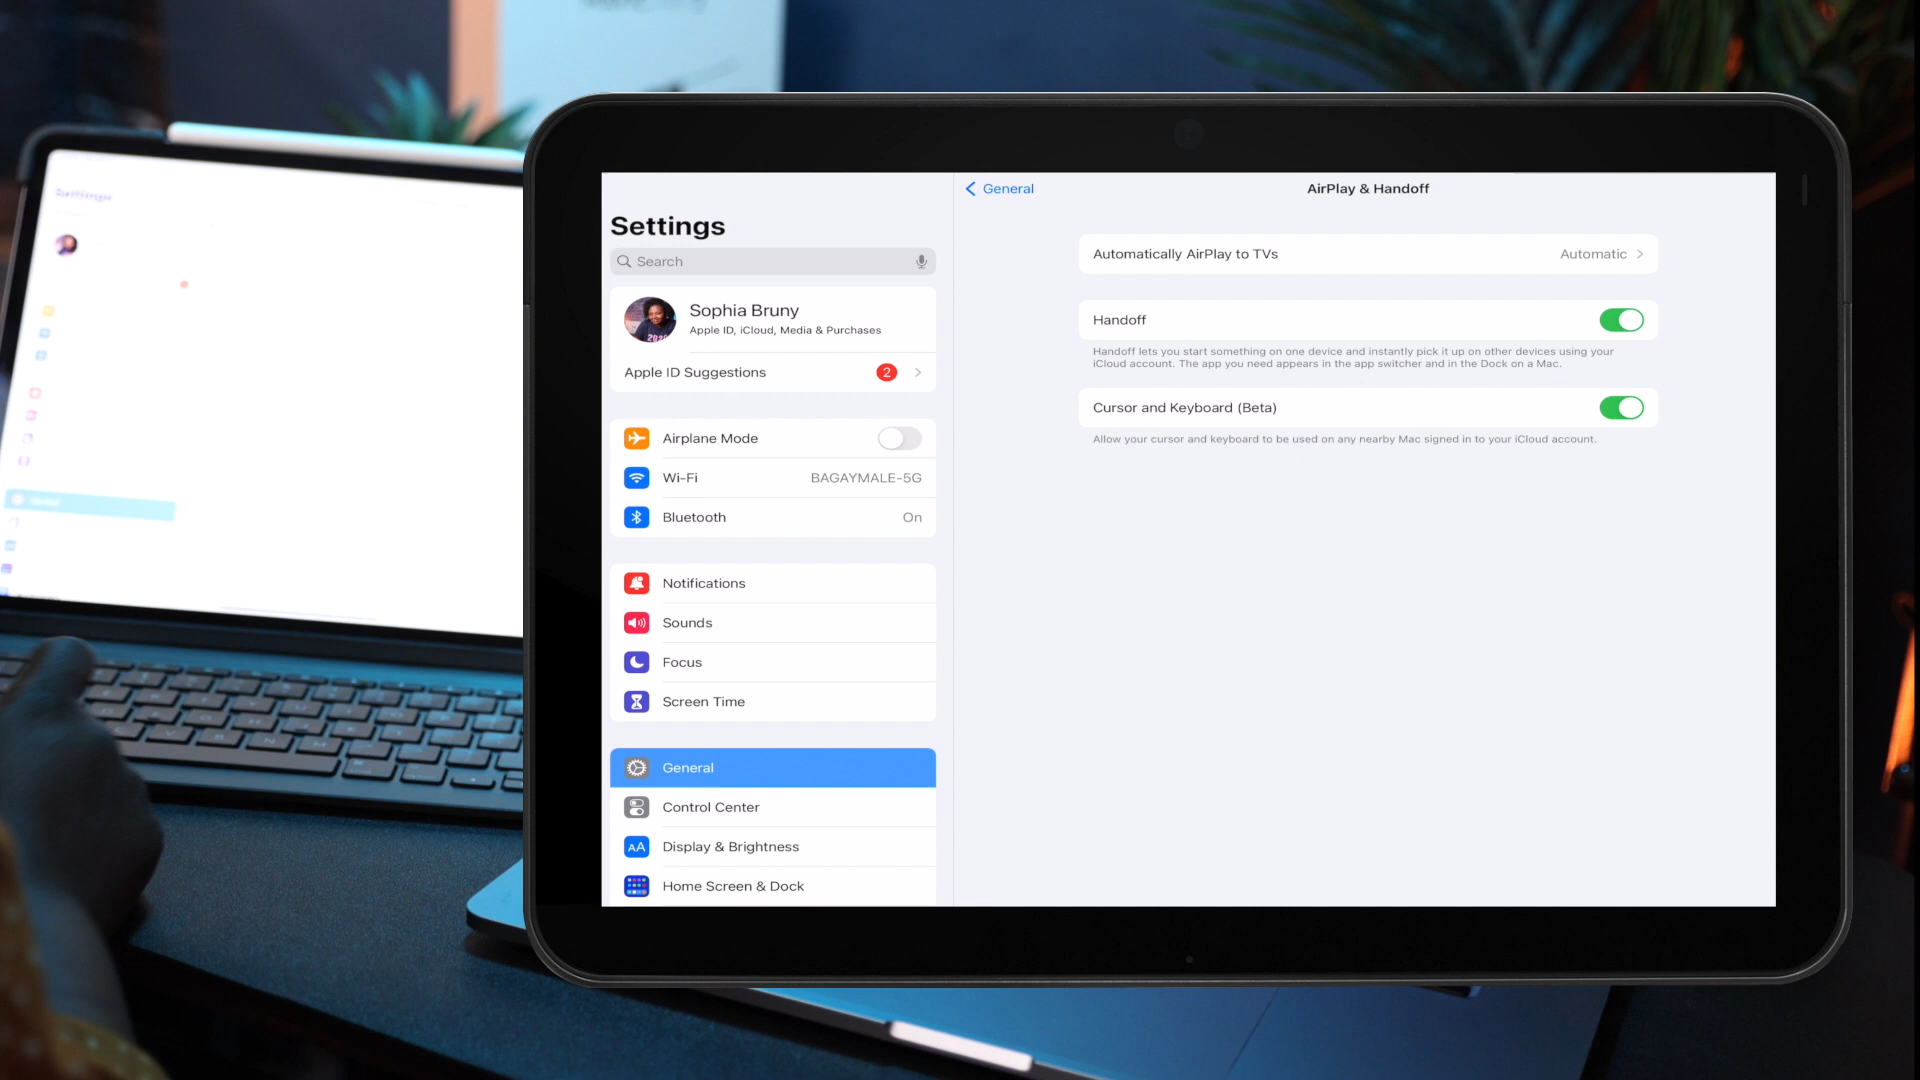 Settings
Search
Sophia Bruny
Apple ID, iCloud, Media & Purchases
Apple ID Suggestions 2
Airplane Mode
Wi-Fi BAGAYMALE-5G
Bluetooth On
Notifications
Sounds
Focus
Screen Time
General
Control Center
AA Display & Brightness
Home Screen & Dock
General
AirPlay & Handoff
Automatically AirPlay to TVs Automatic
Handoff
Handoff lets you start something on one device and instantly pick it up on other devices using your
iCloud account. The app you need appears in the app switcher and in the Dock on a Mac.
Cursor and Keyboard (Beta)
Allow your cursor and keyboard to be used on any nearby Mac signed in to your iCloud account.
Settings